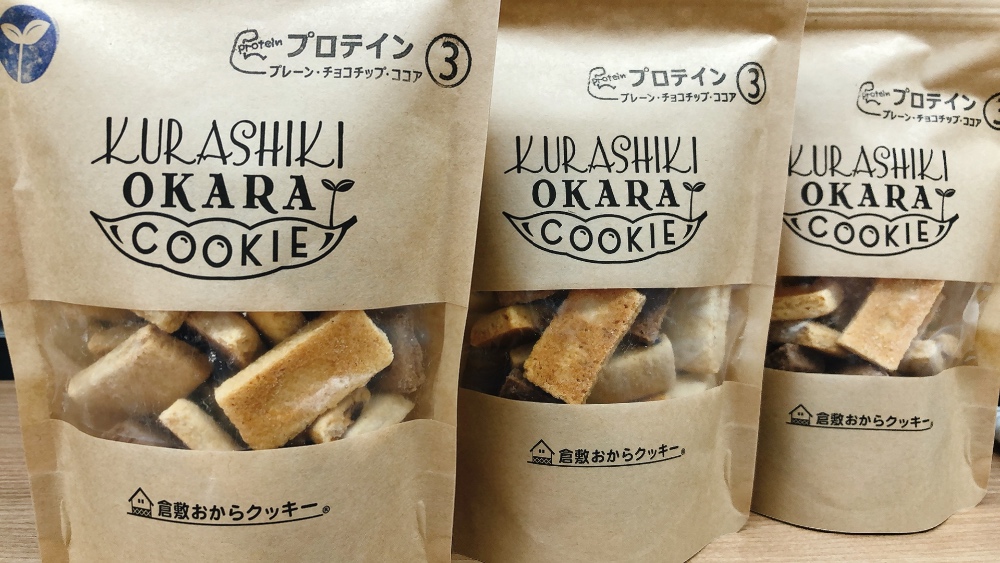 Protein プロテイン ③
プレーン・チョコチップ・ココア
KURASHIKI
OKARA
COOKIE
倉敷おからクッキー®
Protein プロテイン ③
プレーン・チョコチップ・ココア
KURASHIKI
OKARA
COOKIE
倉敷おからクッキー®
Protein プロテイン ③
プレーン・チョコチップ・ココア
KURASHIKI
OKARA
COOKIE
倉敷おからクッキー®